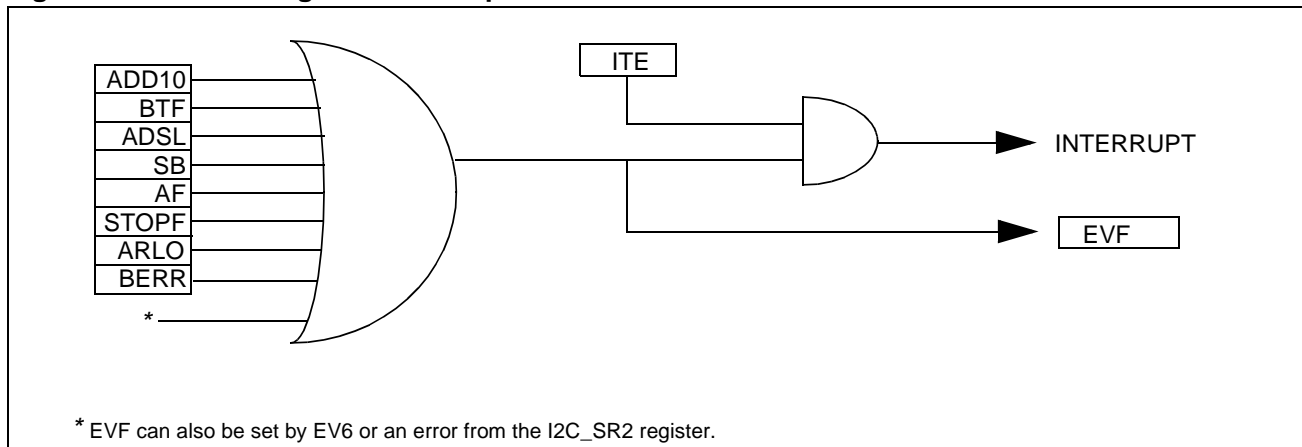 ADD10
BTF
ADSL
SB
AF
STOPF
ARLO
BERR
*
ITE
INTERRUPT
EVF
* EVF can also be set by EV6 or an error from the I2C_SR2 register.